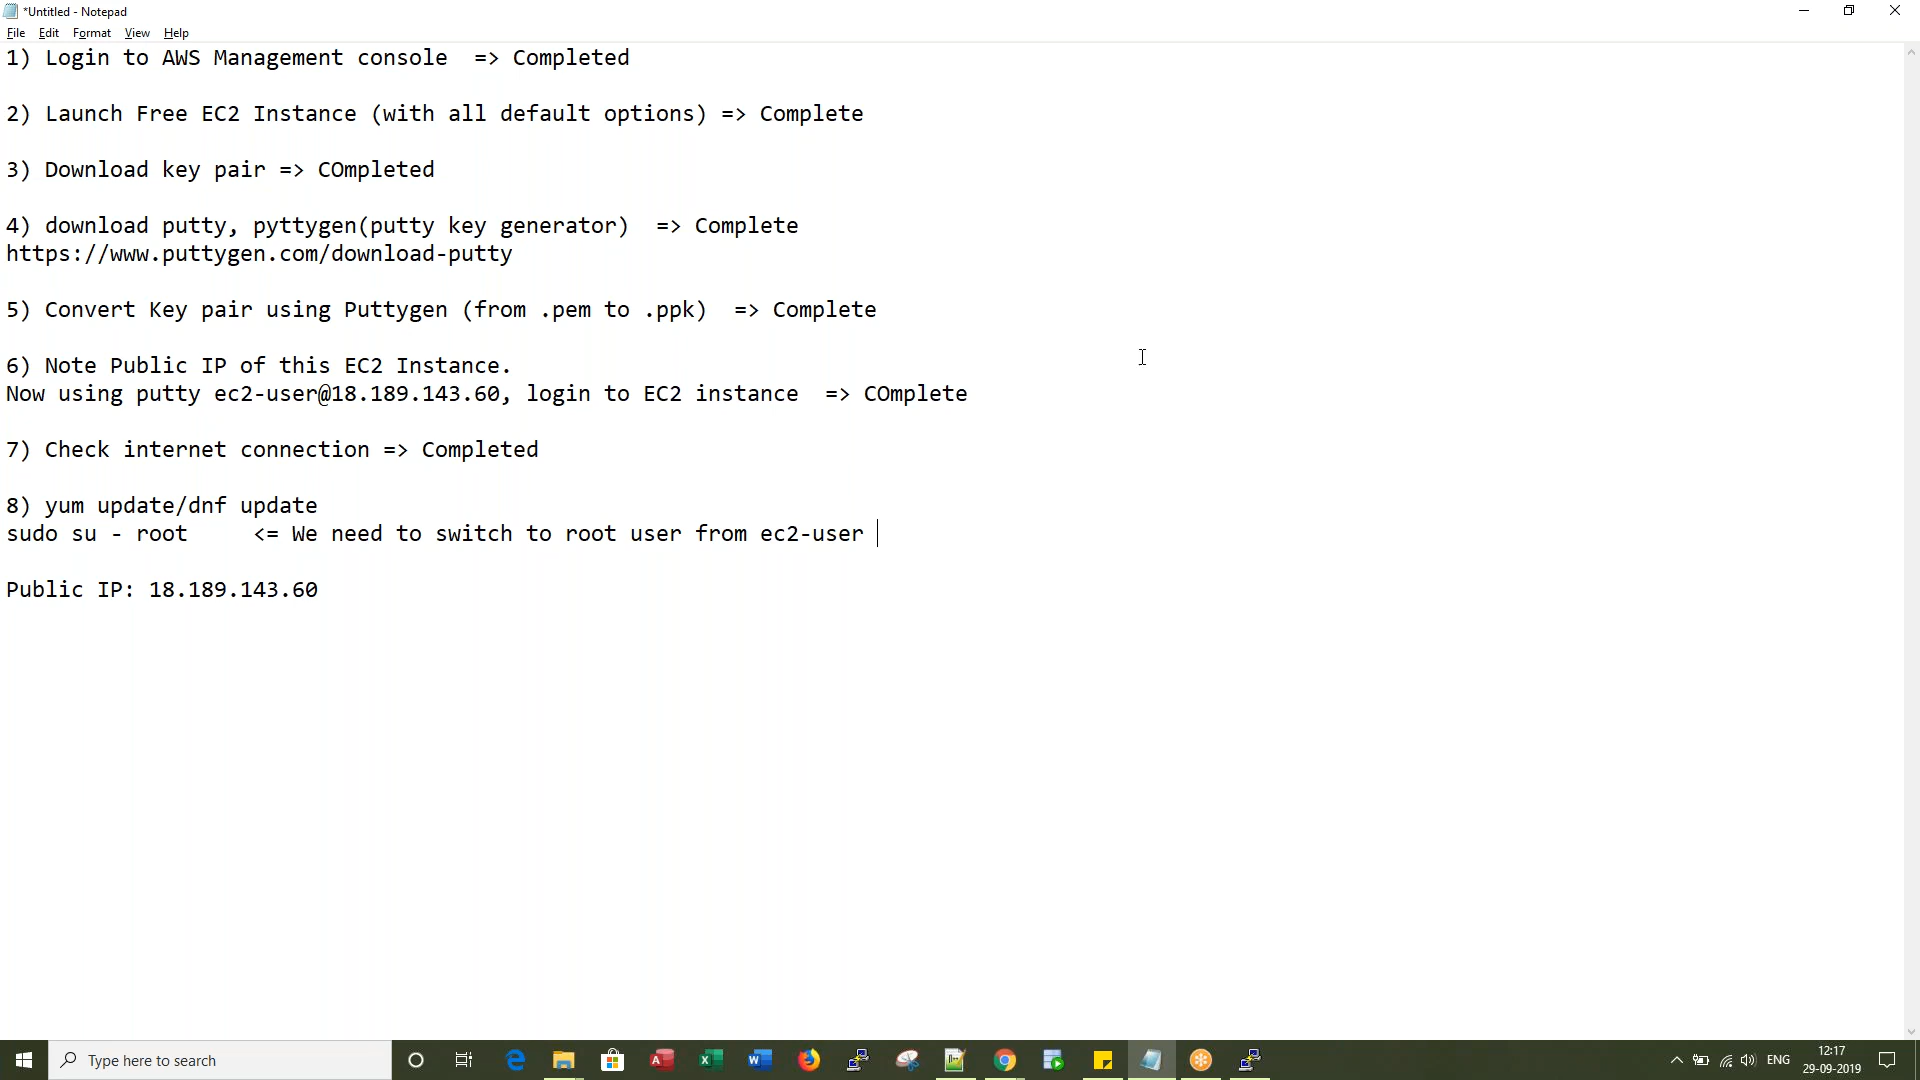 *Untitled - Notepad
File Edit Format View Help
1) Login to AWS Management console  => Completed
2) Launch Free EC2 Instance (with all default options) => Complete
3) Download key pair => COmpleted
4) download putty, pyttygen(putty key generator)  => Complete
https://www.puttygen.com/download-putty
5) Convert Key pair using Puttygen (from .pem to .ppk)  => Complete
6) Note Public IP of this EC2 Instance.
Now using putty ec2-user@18.189.143.60, login to EC2 instance  => COmplete
7) Check internet connection => Completed
8) yum update/dnf update
sudo su - root     <= We need to switch to root user from ec2-user
Public IP: 18.189.143.60
Type here to search
ENG
12:17
29-09-2019